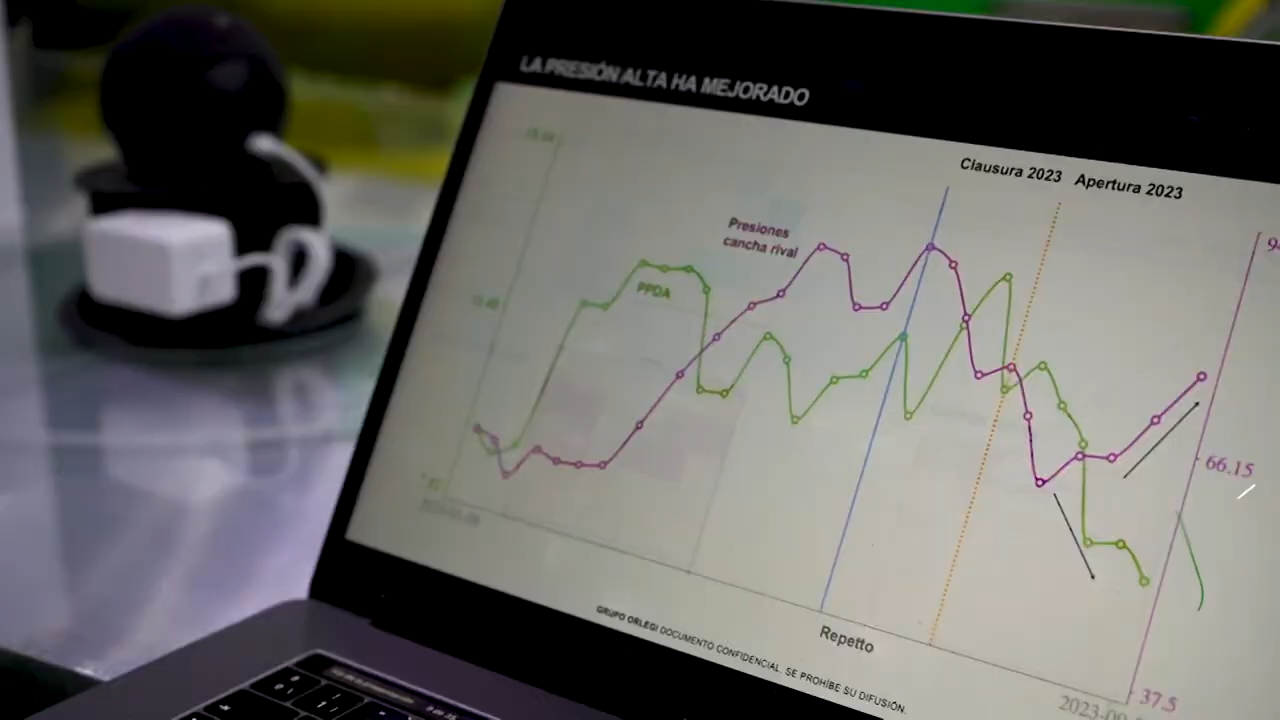 LA PRESIÓN ALTA HA MEJORADO
Clausura 2023 Apertura 2023
Presiones
cancha rival
PPDA
66.15
Repetto
37.5
GRUPO ORLEGI DOCUMENTO CONFIDENCIAL. SE PROHÍBE SU DIFUSIÓN.